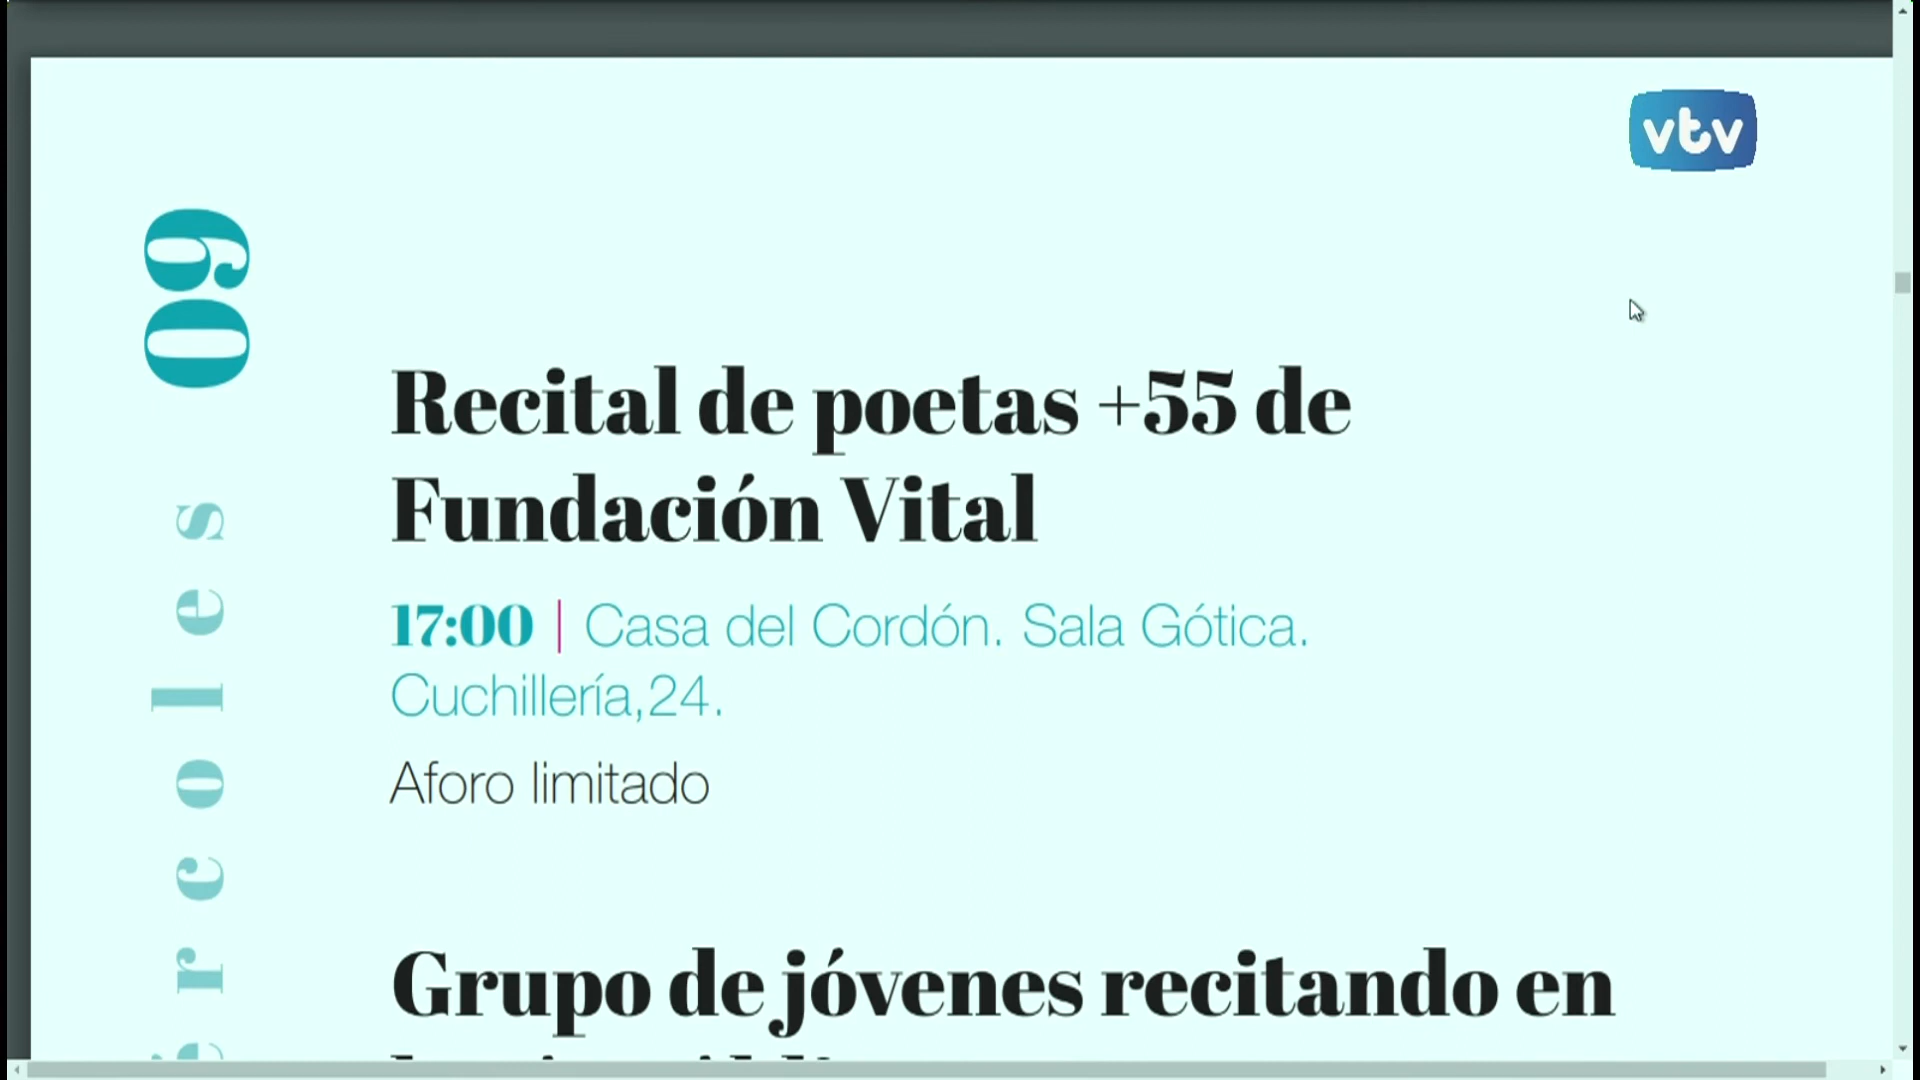 vtv
09
Recital de poetas +55 de
Fundación Vital
17:00 | Casa del Cordón. Sala Gótica.
Cuchillería,24.
Aforo limitado
Grupo de jóvenes recitando en
ércoles